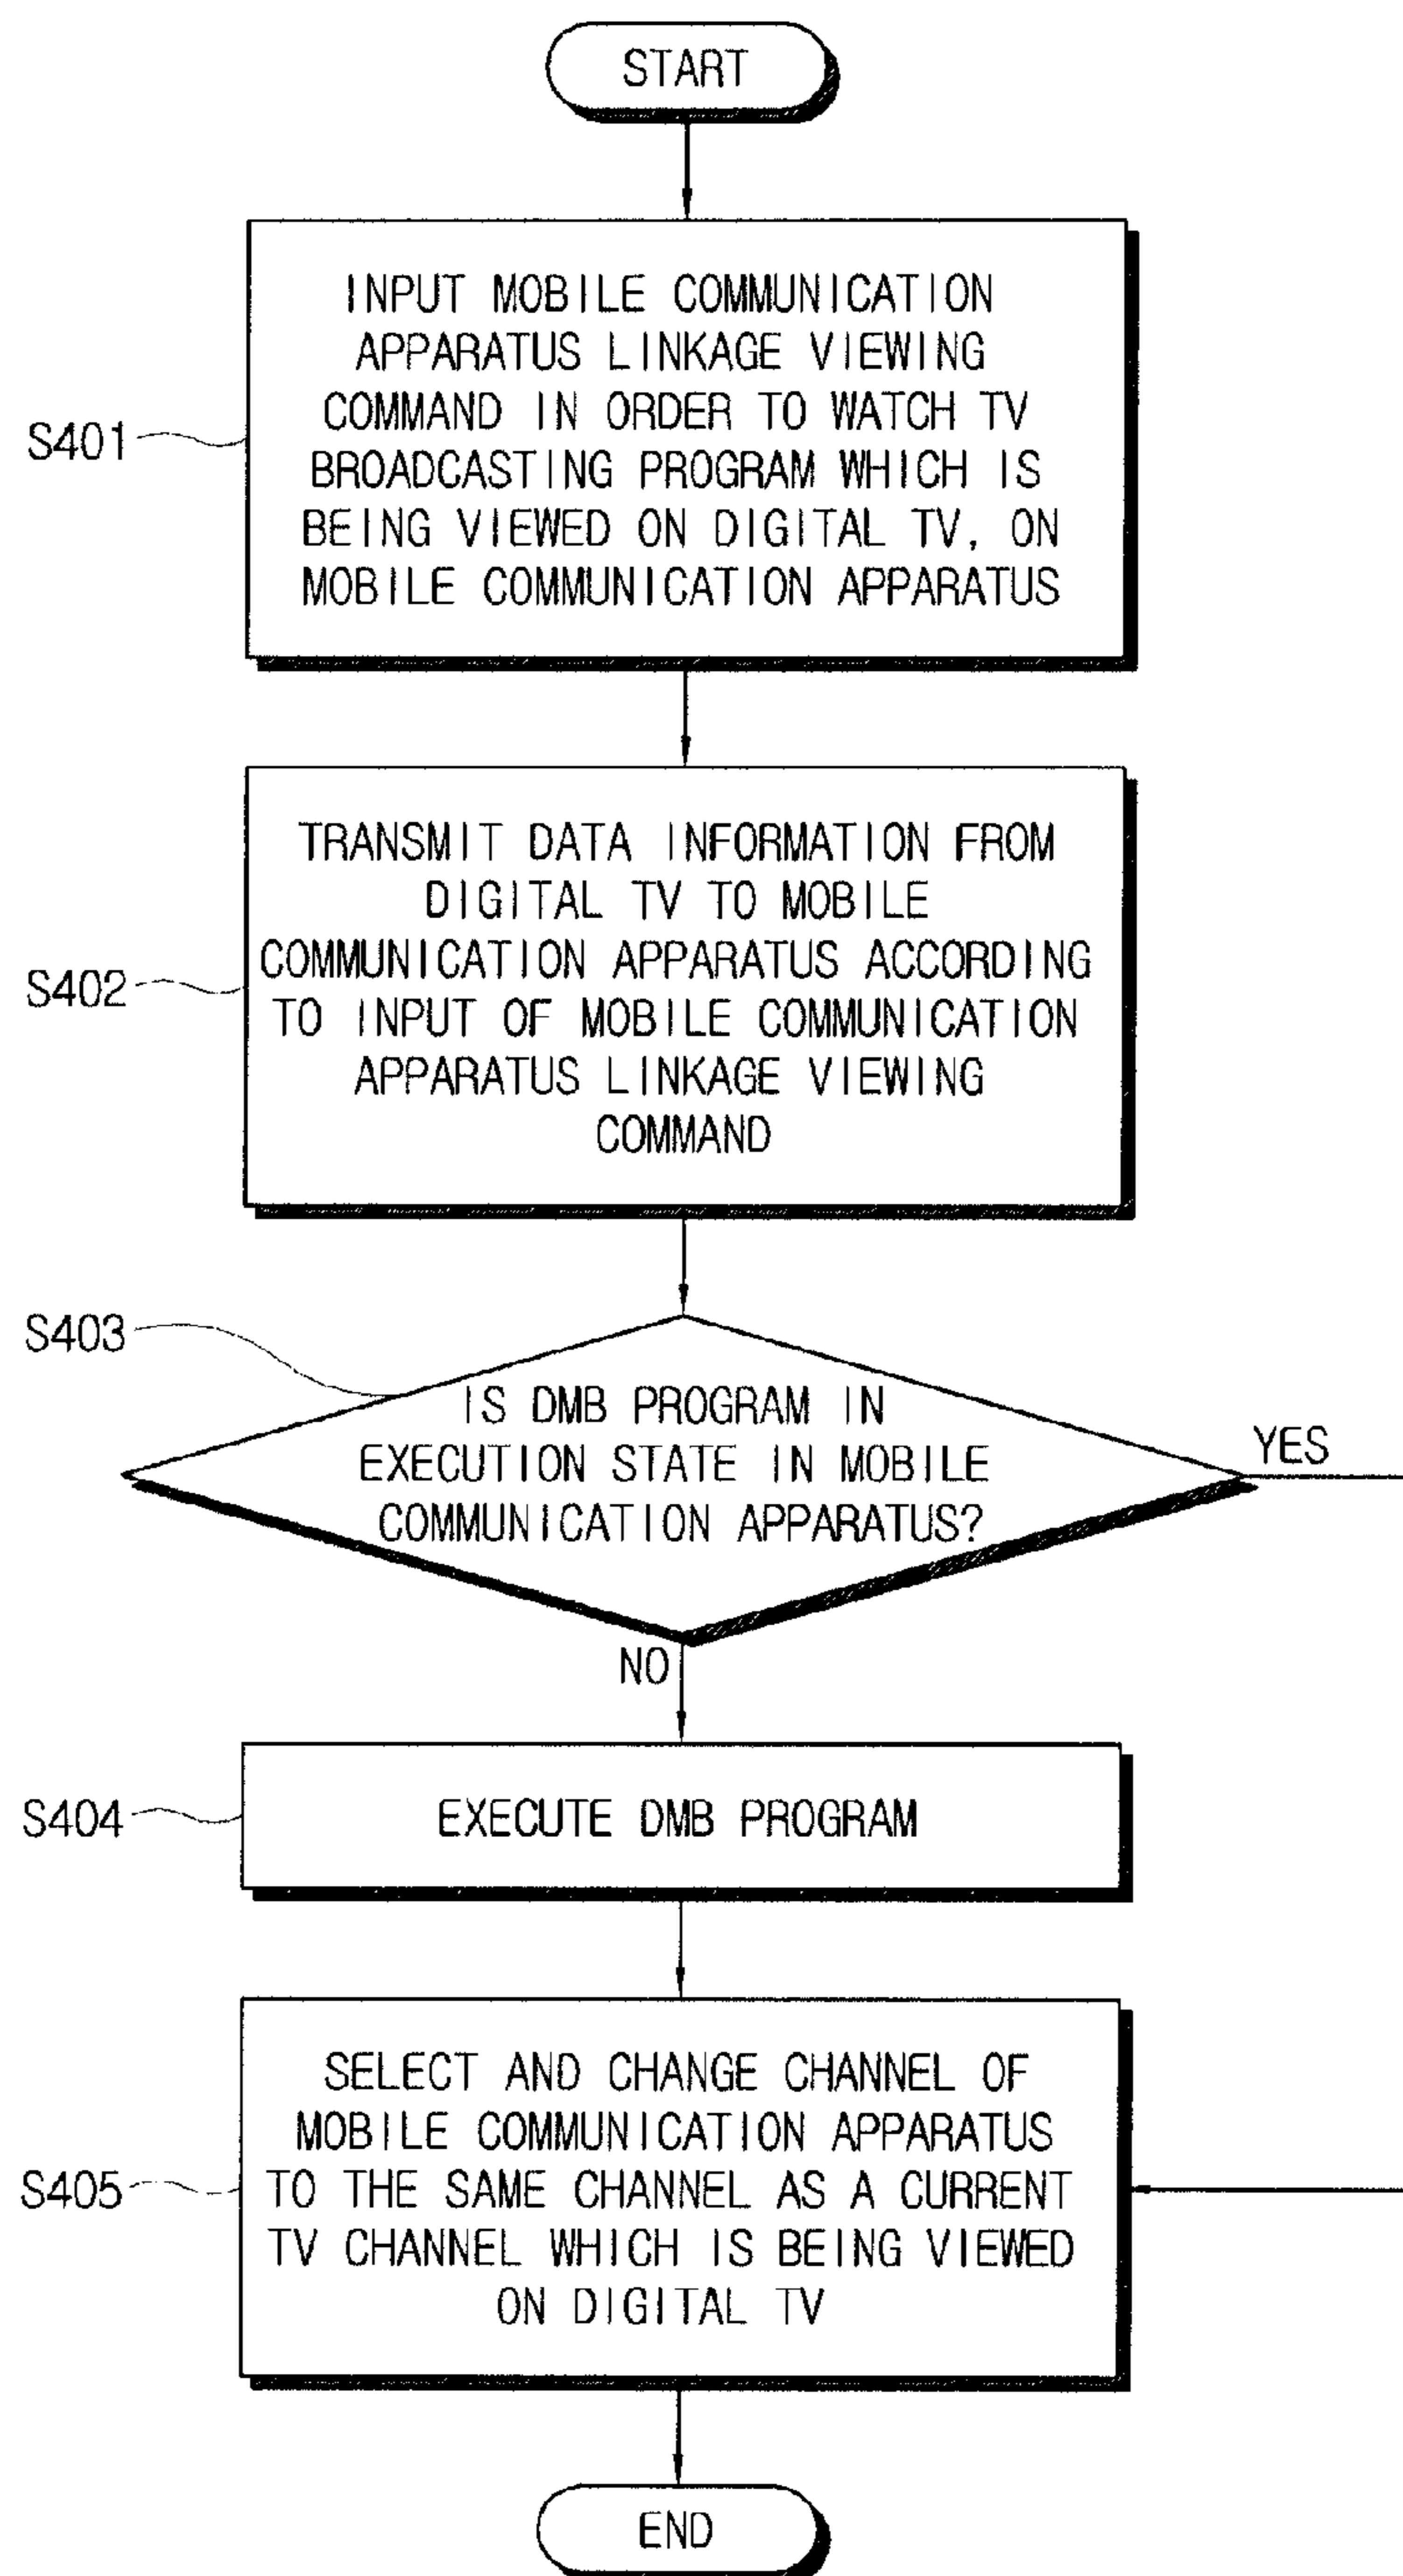 START
INPUT MOBILE COMMUNICATION
APPARATUS LINKAGE VIEWING
COMMAND IN ORDER TO WATCH TV
BROADCASTING PROGRAM WHICH IS
BEING VIEWED ON DIGITAL TV, ON
MOBILE COMMUNICATION APPARATUS
S401
TRANSMIT DATA INFORMATION FROM
DIGITAL TV TO MOBILE
COMMUNICATION APPARATUS ACCORDING
TO INPUT OF MOBILE COMMUNICATION
APPARATUS LINKAGE VIEWING
COMMAND
S402
S403
IS DMB PROGRAM IN
EXECUTION STATE IN MOBILE
COMMUNICATION APPARATUS?
YES
NO
S404
EXECUTE DMB PROGRAM
SELECT AND CHANGE CHANNEL OF
MOBILE COMMUNICATION APPARATUS
TO THE SAME CHANNEL AS A CURRENT
TV CHANNEL WHICH IS BEING VIEWED
ON DIGITAL TV
S405
END